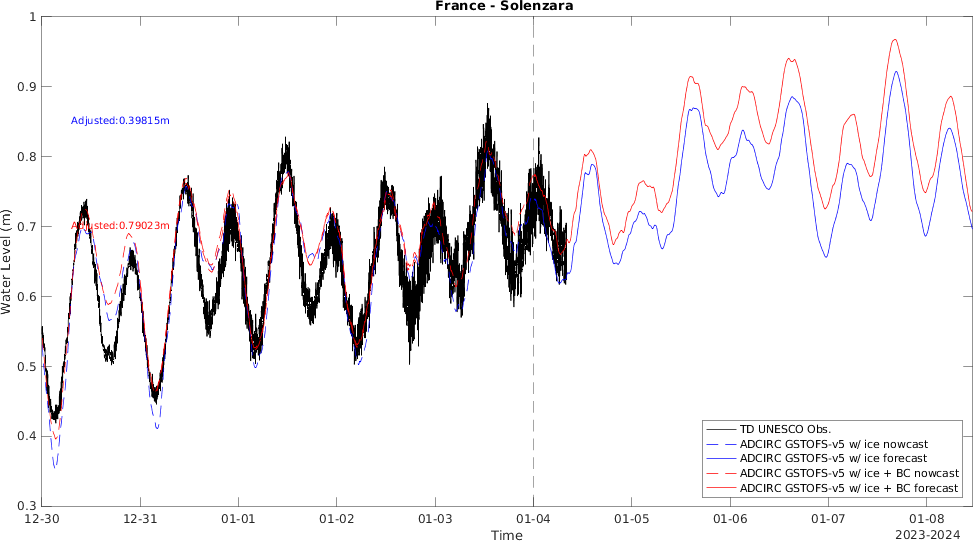 France - Solenzara
1
0.9
0.8
0.7
0.6
0.5
0.4
0.3
Water Level (m)
Adjusted:0.39815m
Adjusted:0.79023m
TD UNESCO Obs.
ADCIRC GSTOFS-v5 w/ ice nowcast
ADCIRC GSTOFS-v5 w/ ice forecast
ADCIRC GSTOFS-v5 w/ ice + BC nowcast
ADCIRC GSTOFS-v5 w/ ice + BC forecast
12-30 12-31 01-01 01-02 01-03 01-04 01-05 01-06 01-07 01-08
Time
2023-2024